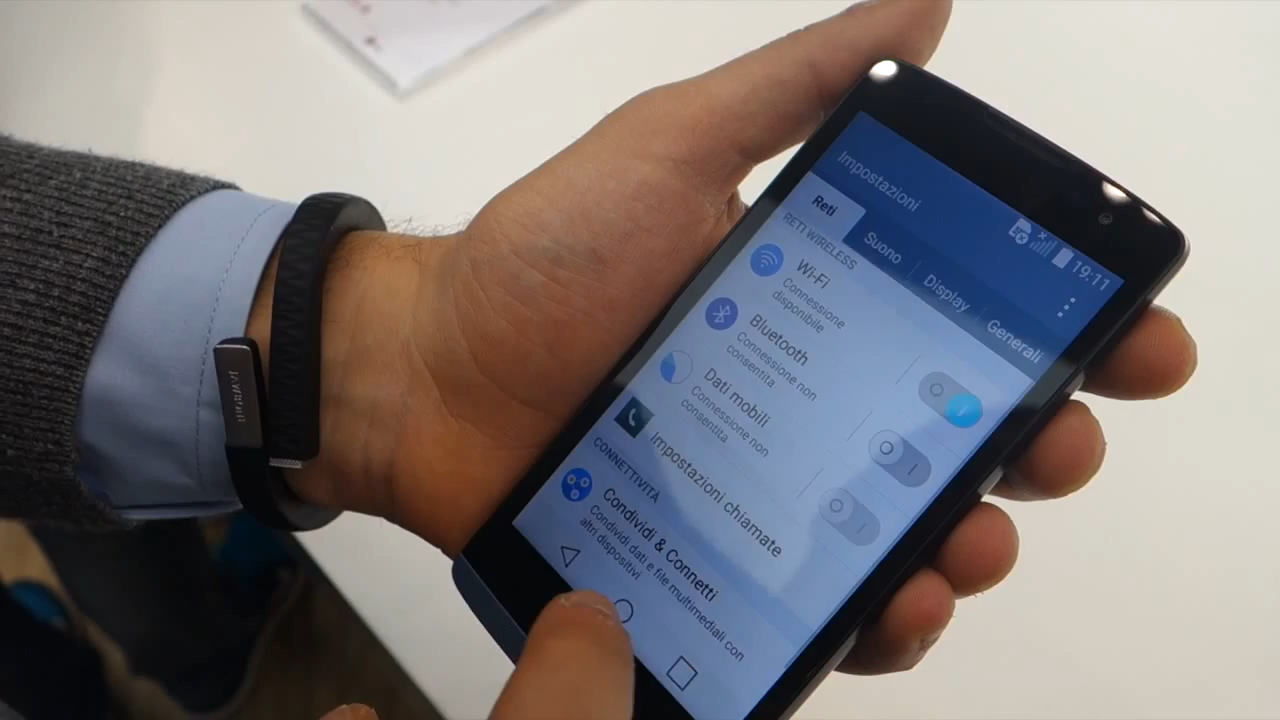 19:11
Impostazioni
Reti
Suono
Display
Generali
RETI WIRELESS
Wi-Fi
Connessione
disponibile
Bluetooth
Connessione non
consentita
Dati mobili
Connessione non
consentita
Impostazioni chiamate
CONNETTIVITÀ
Condividi & Connetti
Condividi dati e file multimediali con
altri dispositivi
JAWBONE